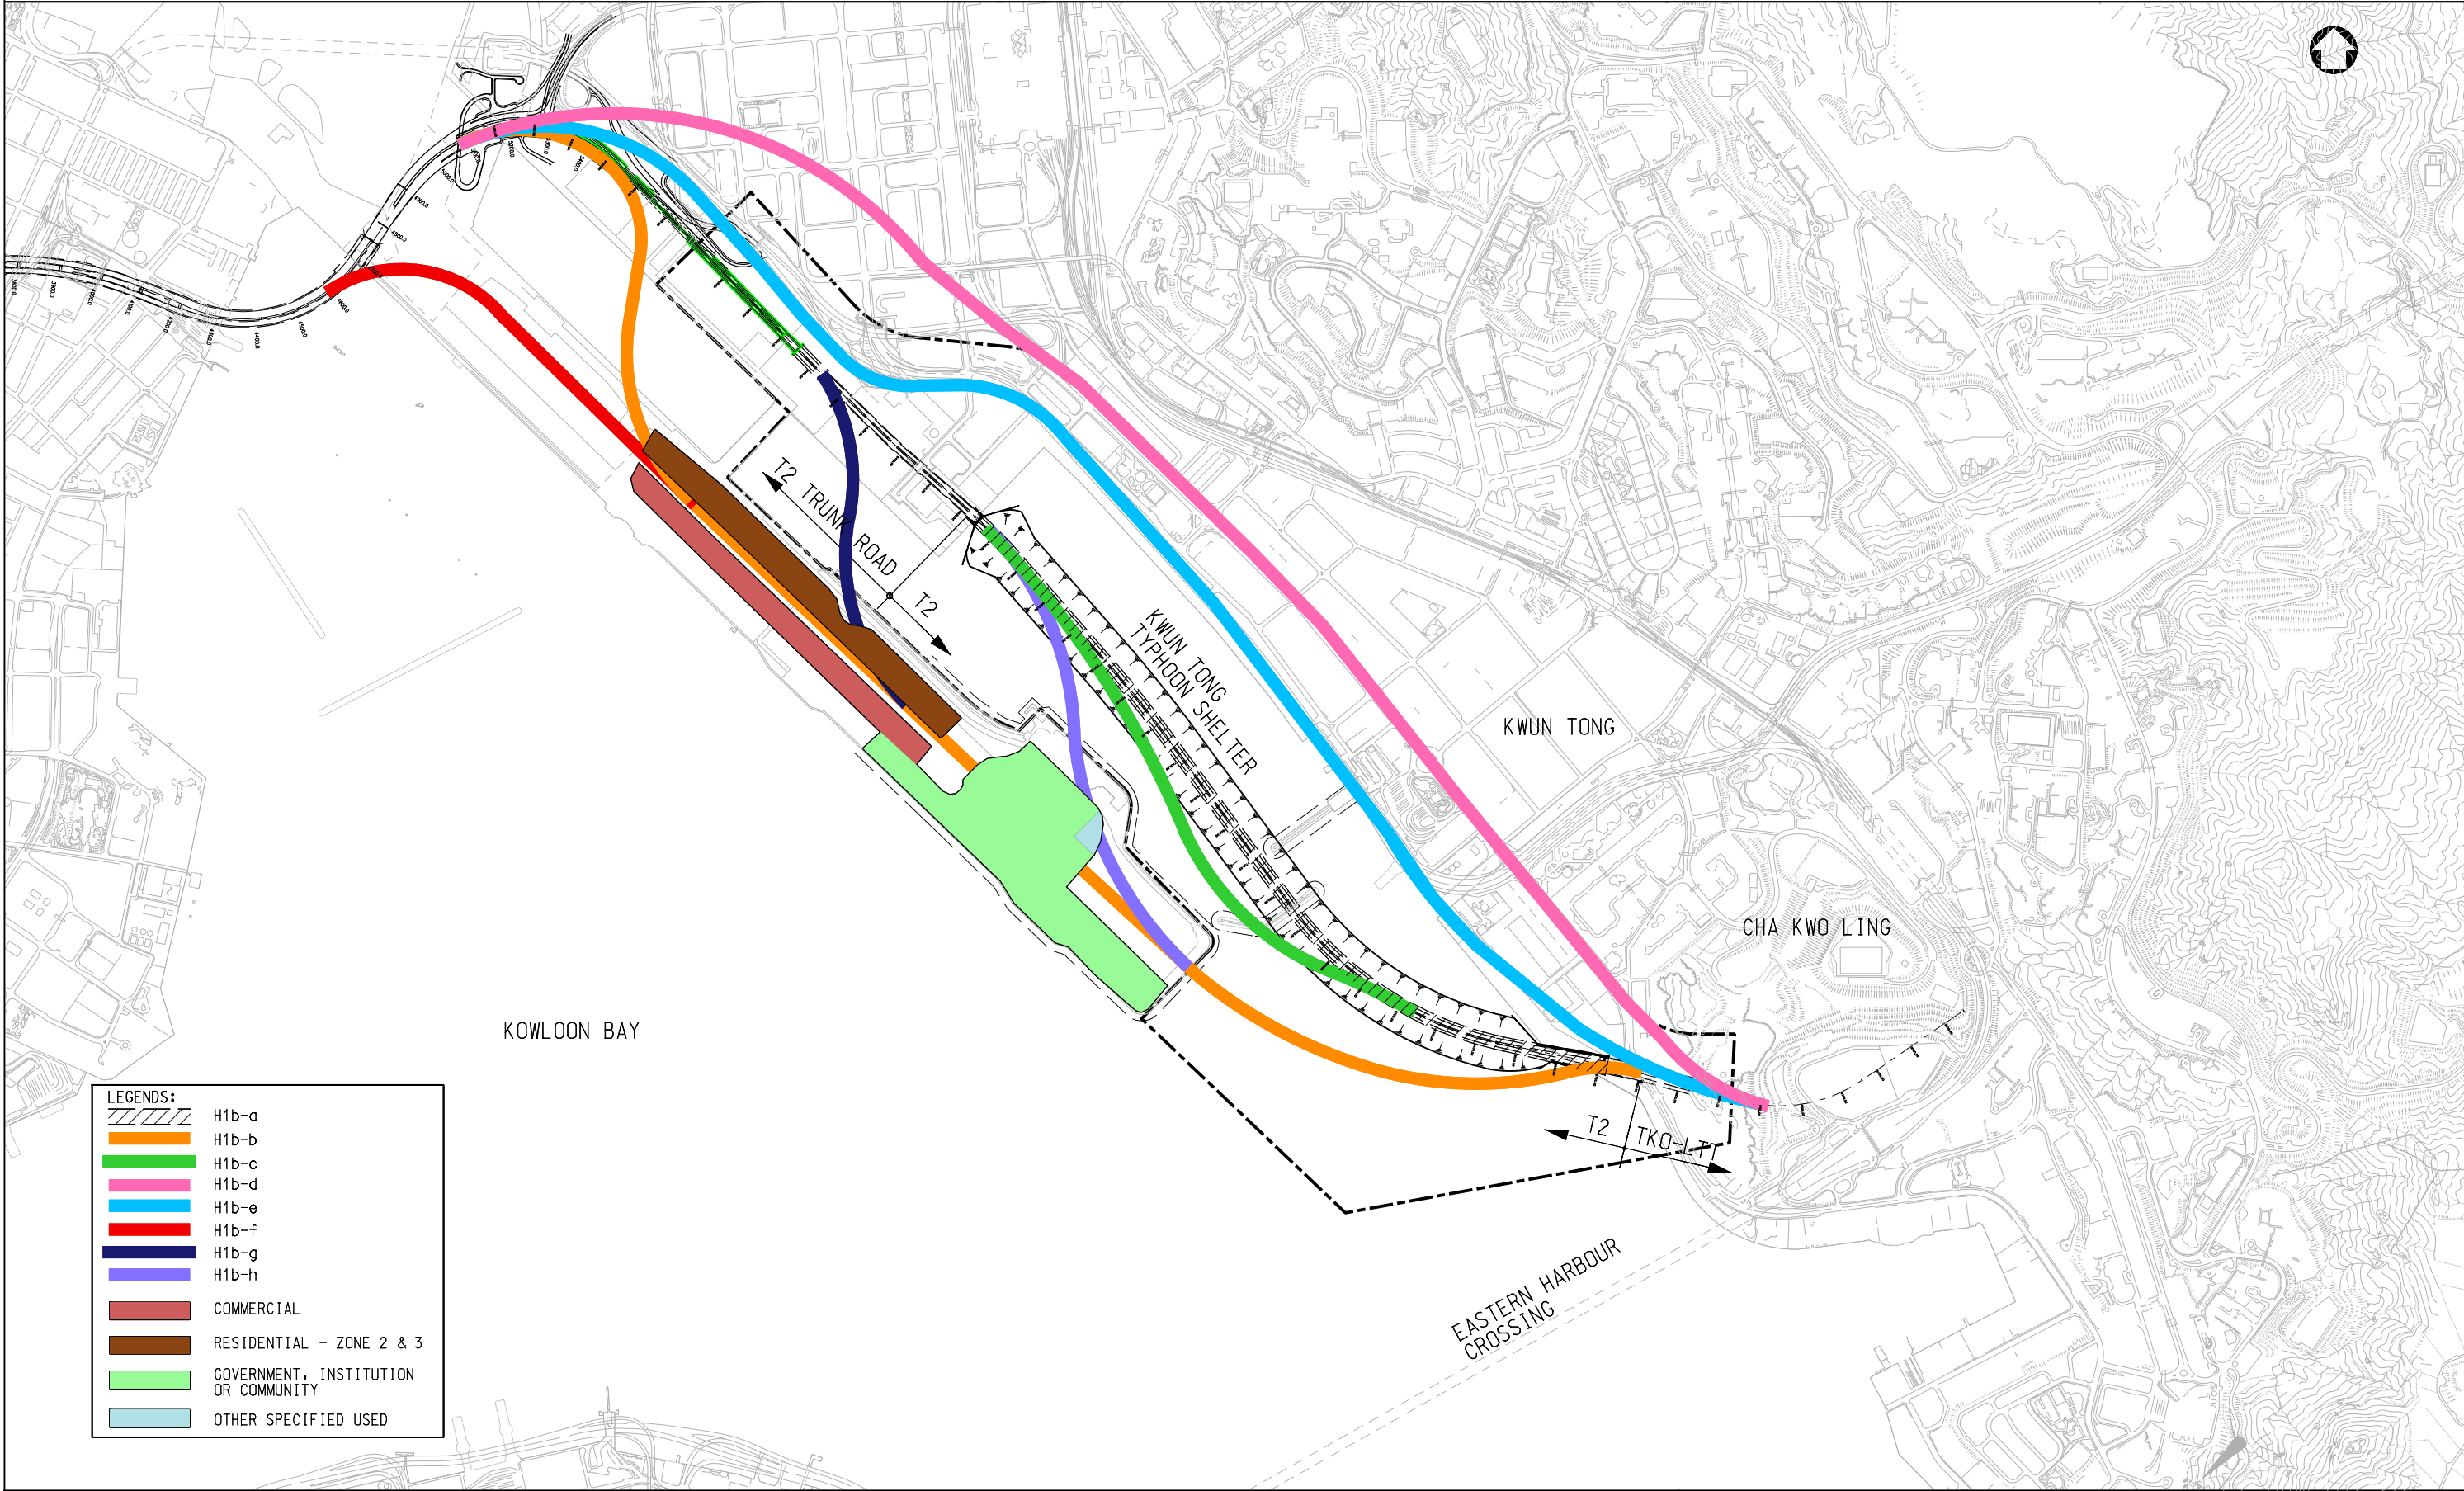 T2 TRUNK ROAD
T2
KWUN TONG
TYPHOON SHELTER
KWUN TONG
CHA KWO LING
KOWLOON BAY
T2
TKO-LTT
EASTERN HARBOUR
CROSSING
LEGENDS:
H1b-a
H1b-b
H1b-c
H1b-d
H1b-e
H1b-f
H1b-g
H1b-h
COMMERCIAL
RESIDENTIAL - ZONE 2 & 3
GOVERNMENT, INSTITUTION
OR COMMUNITY
OTHER SPECIFIED USED